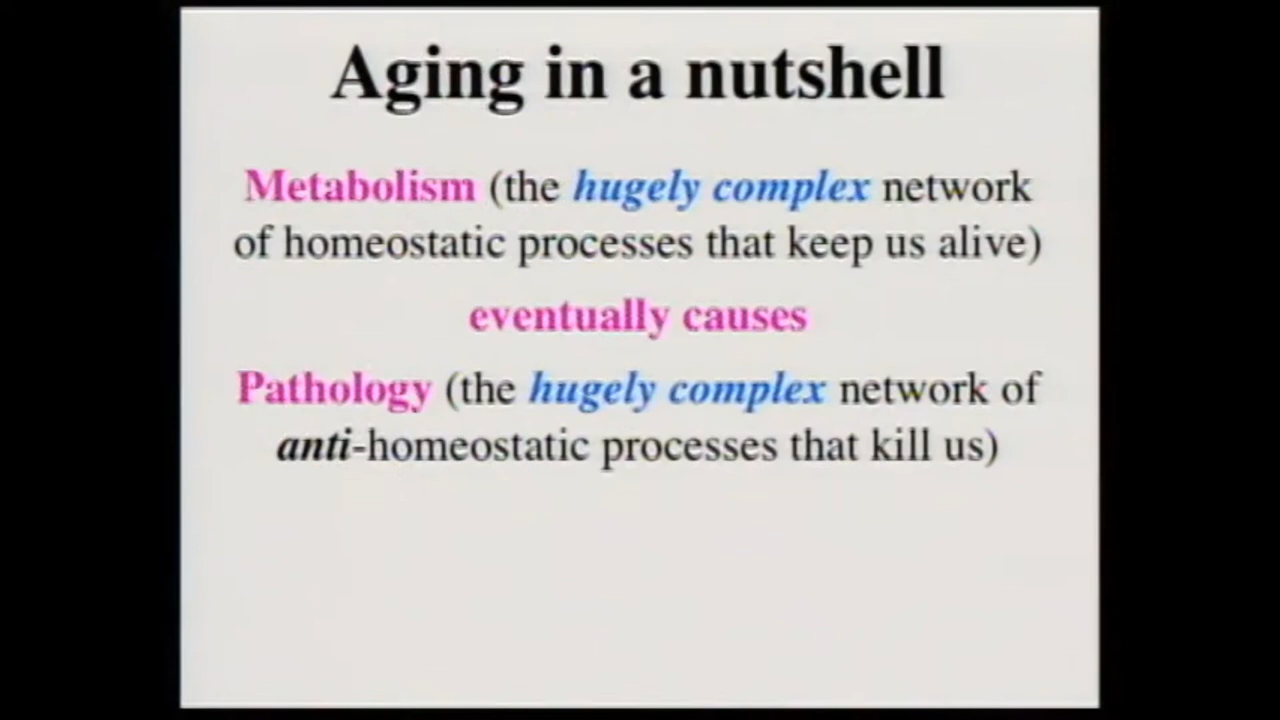 Aging in a nutshell
Metabolism (the hugely complex network
of homeostatic processes that keep us alive)
eventually causes
Pathology (the hugely complex network of
anti-homeostatic processes that kill us)